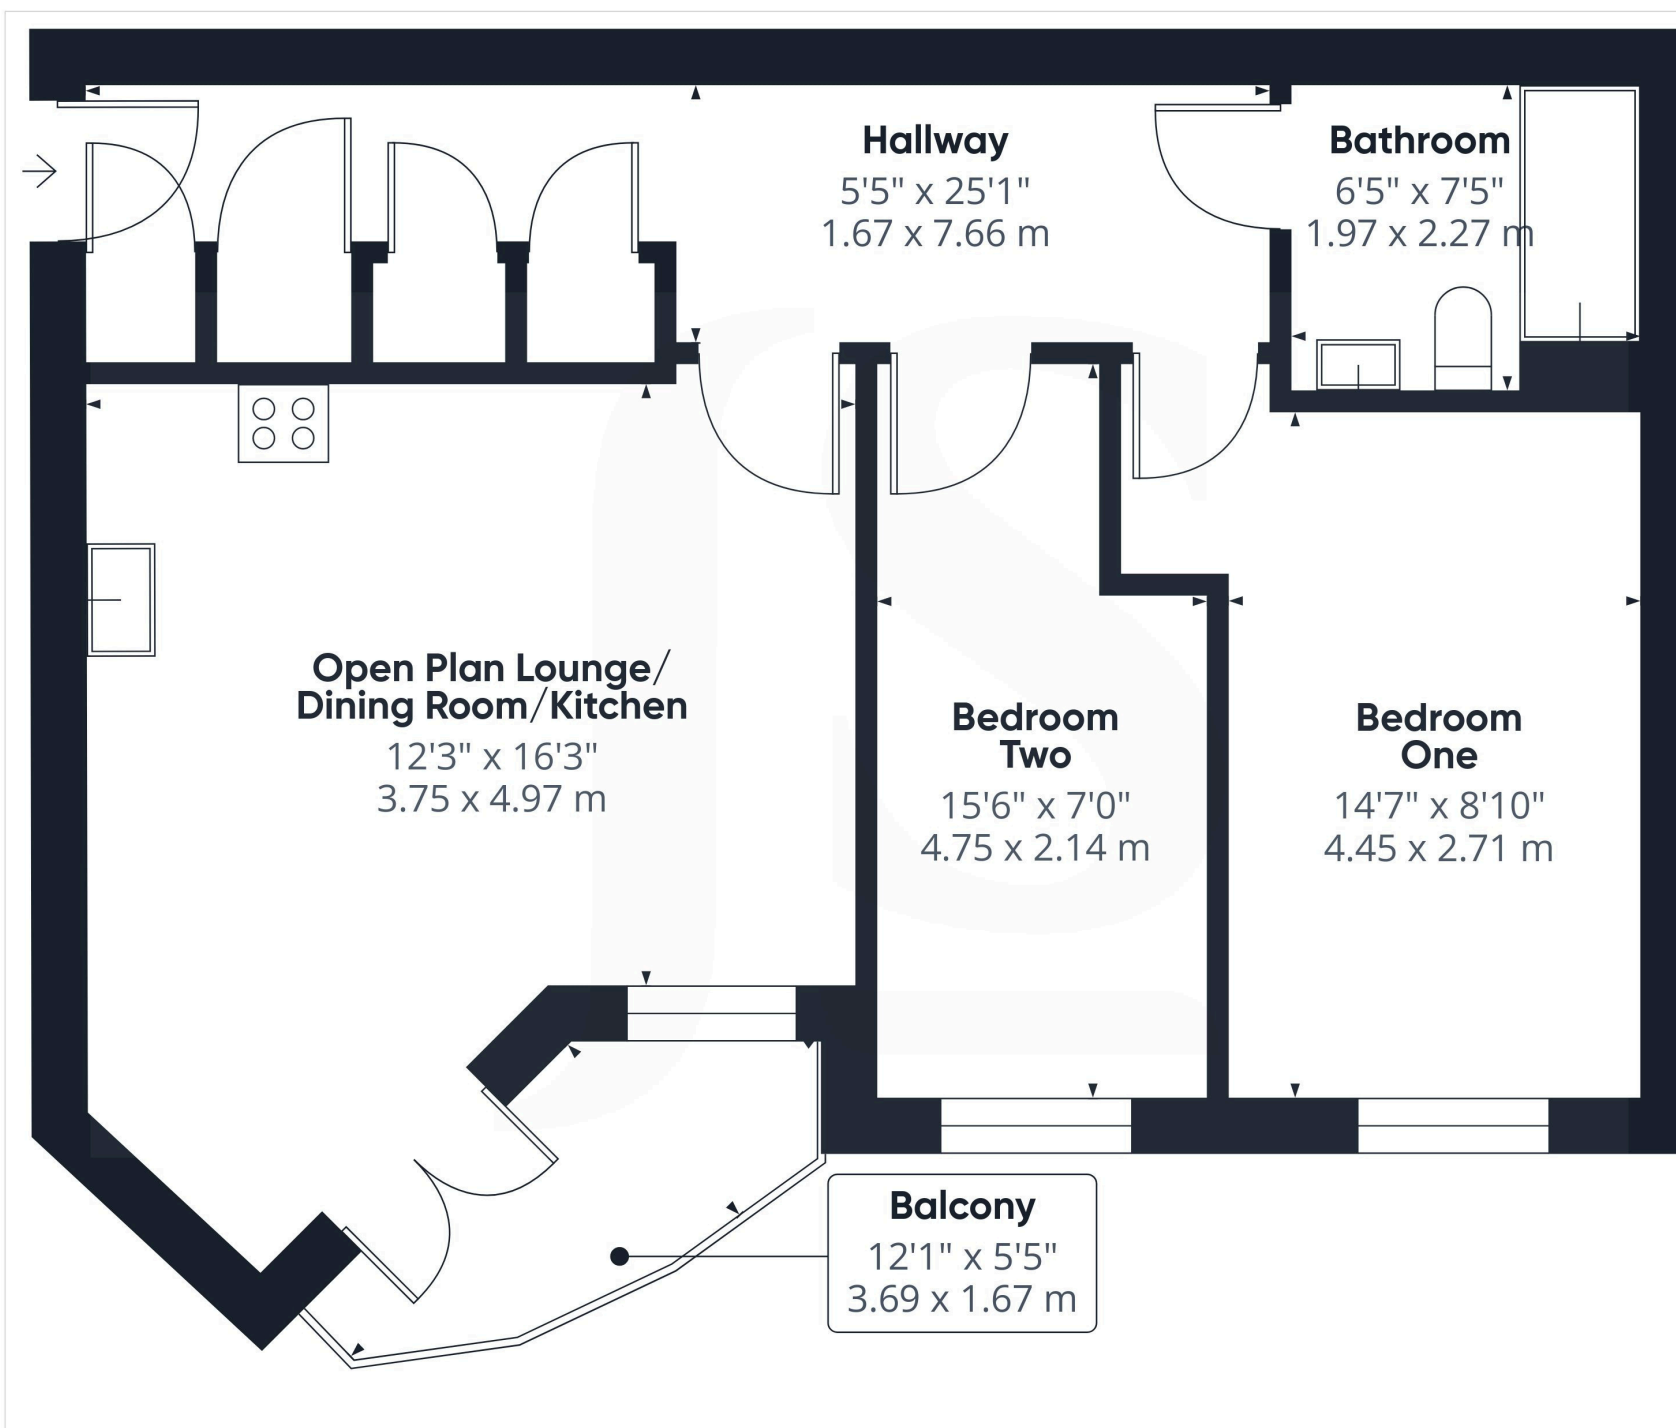 Hallway
5'5" x 25'1"
1.67 x 7.66 m
Bathroom
6'5" x 7'5"
1.97 x 2.27 m
Open Plan Lounge/
Dining Room/Kitchen
12'3" x 16'3"
3.75 x 4.97 m
Bedroom
Two
15'6" x 7'0"
4.75 x 2.14 m
Bedroom
One
14'7" x 8'10"
4.45 x 2.71 m
Balcony
12'1" x 5'5"
3.69 x 1.67 m
JS